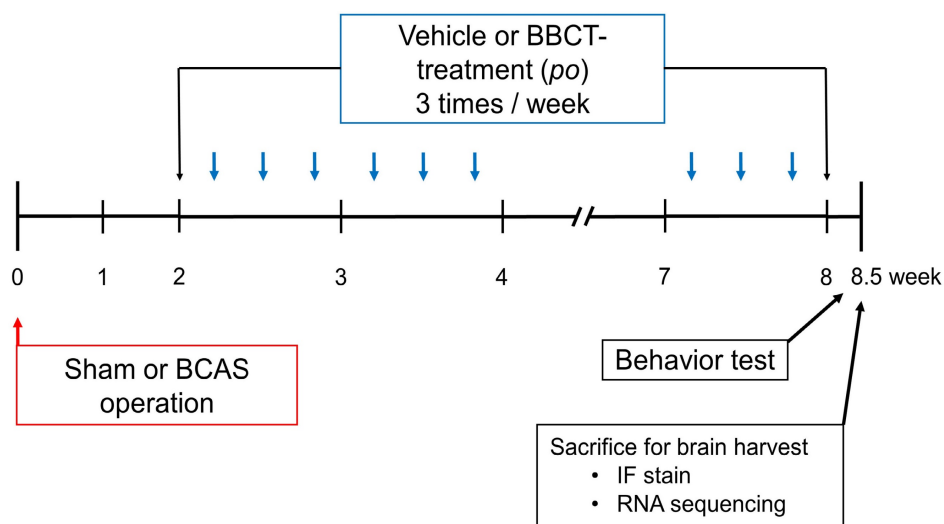 Vehicle or BBCT-
treatment (po)
3 times / week
0
1
2
3
4
7
8
8.5 week
Sham or BCAS
operation
Behavior test
Sacrifice for brain harvest
• IF stain
• RNA sequencing